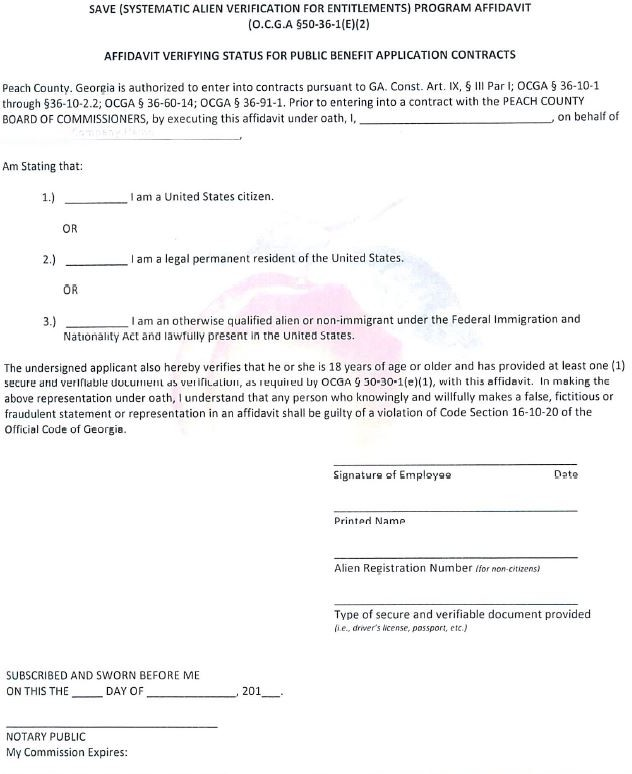 SAVE (SYSTEMATIC ALIEN VERIFICATION FOR ENTITLEMENTS) PROGRAM AFFIDAVIT
(O.C.G.A §50-36-1(E)(2)
AFFIDAVIT VERIFYING STATUS FOR PUBLIC BENEFIT APPLICATION CONTRACTS
Peach County. Georgia is authorized to enter into contracts pursuant to GA. Const. Art. IX, § III Par I; OCGA § 36-10-1
through §36-10-2.2; OCGA § 36-60-14; OCGA § 36-91-1. Prior to entering into a contract with the PEACH COUNTY
BOARD OF COMMISSIONERS, by executing this affidavit under oath, I, ____________________, on behalf of
Company Name
____________________,
Am Stating that:
1.) __________ I am a United States citizen.
OR
2.) __________ I am a legal permanent resident of the United States.
OR
3.) __________ I am an otherwise qualified alien or non-immigrant under the Federal Immigration and
Nationality Act and lawfully present in the United States.
The undersigned applicant also hereby verifies that he or she is 18 years of age or older and has provided at least one (1)
secure and verifiable document as verification, as required by OCGA § 50-30-1(e)(1), with this affidavit. In making the
above representation under oath, I understand that any person who knowingly and willfully makes a false, fictitious or
fraudulent statement or representation in an affidavit shall be guilty of a violation of Code Section 16-10-20 of the
Official Code of Georgia.
Signature of Employee Date
Printed Name
Alien Registration Number (for non-citizens)
Type of secure and verifiable document provided
(i.e., driver's license, passport, etc.)
SUBSCRIBED AND SWORN BEFORE ME
ON THIS THE _____ DAY OF ______________, 201___.
NOTARY PUBLIC
My Commission Expires: